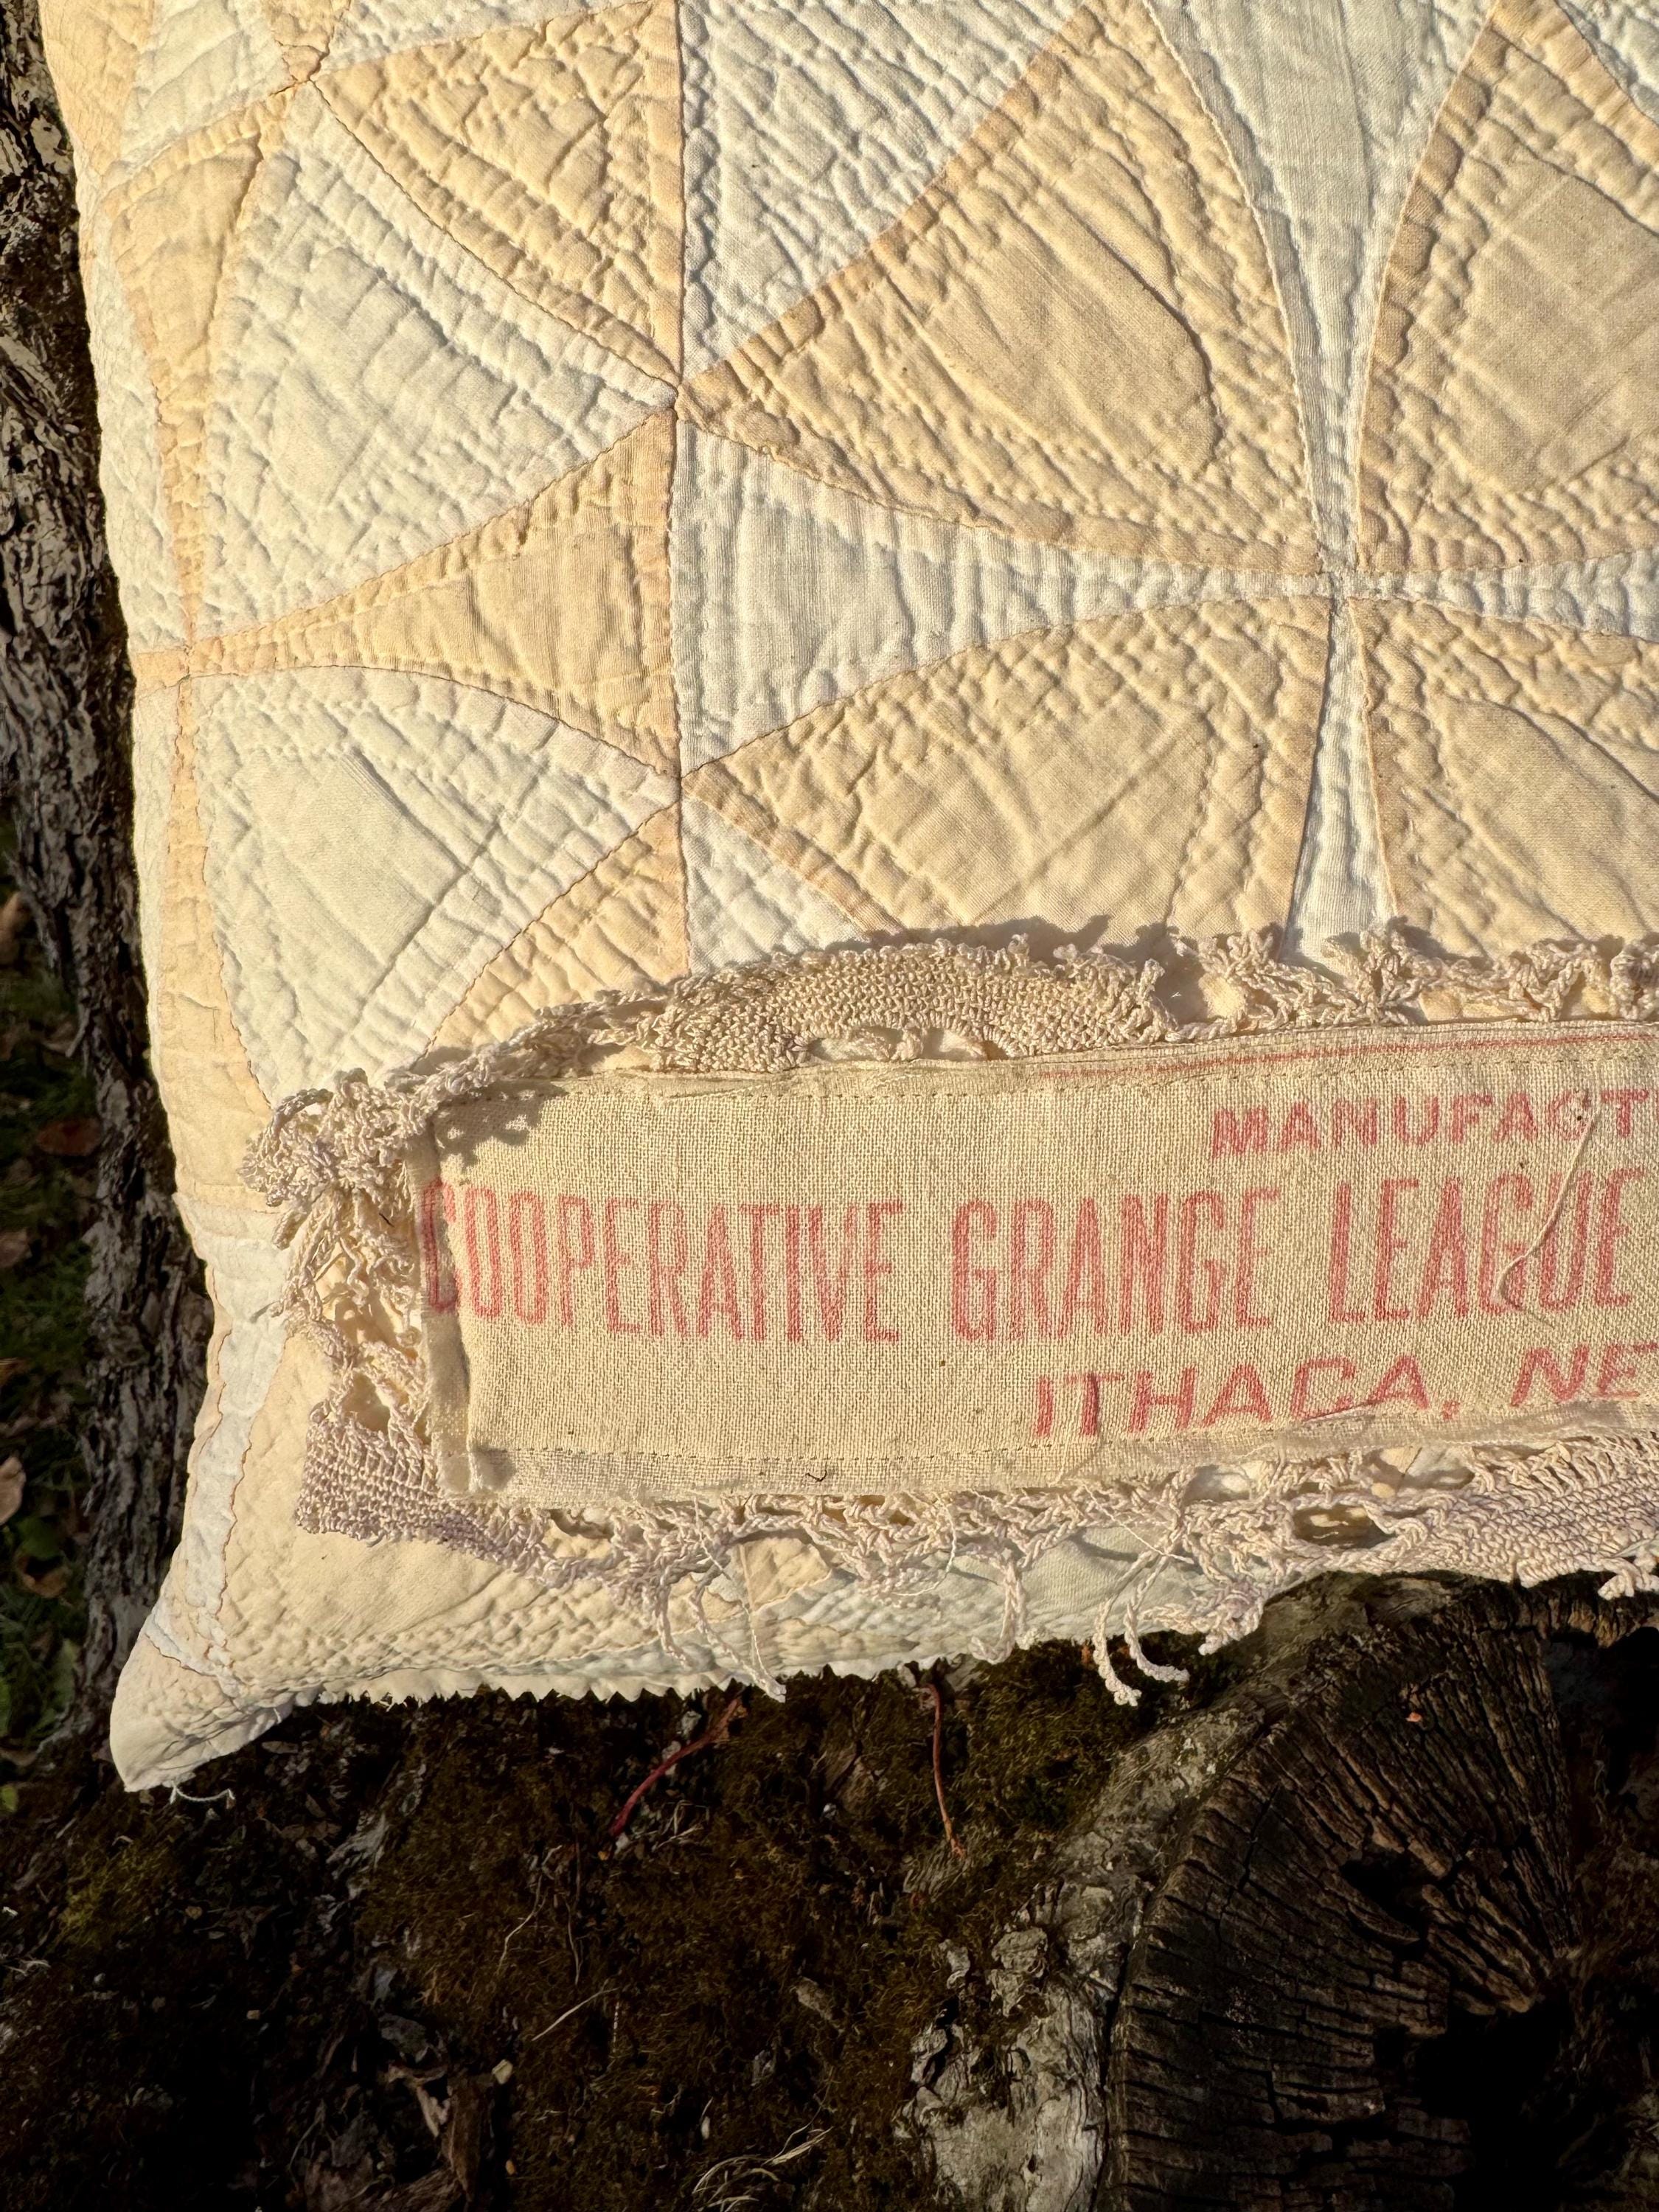 MANUFACT
COOPERATIVE GRANGE LEAGUE
ITHACA, NE